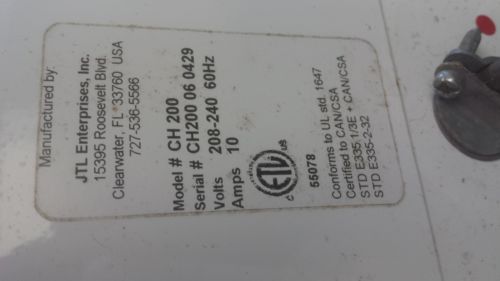 Manufactured by:
JTL Enterprises, Inc.
15395 Roosevelt Blvd.
Clearwater, FL 33760 USA
727-536-5566
Model # CH 200
Serial # CH200 06 0429
Volts 208-240 60Hz
Amps 10
ETL
c us
55078
Conforms to UL std. 1647
Certified to CAN/CSA
STD E335.1/3E + CAN/CSA
STD E335-2-32